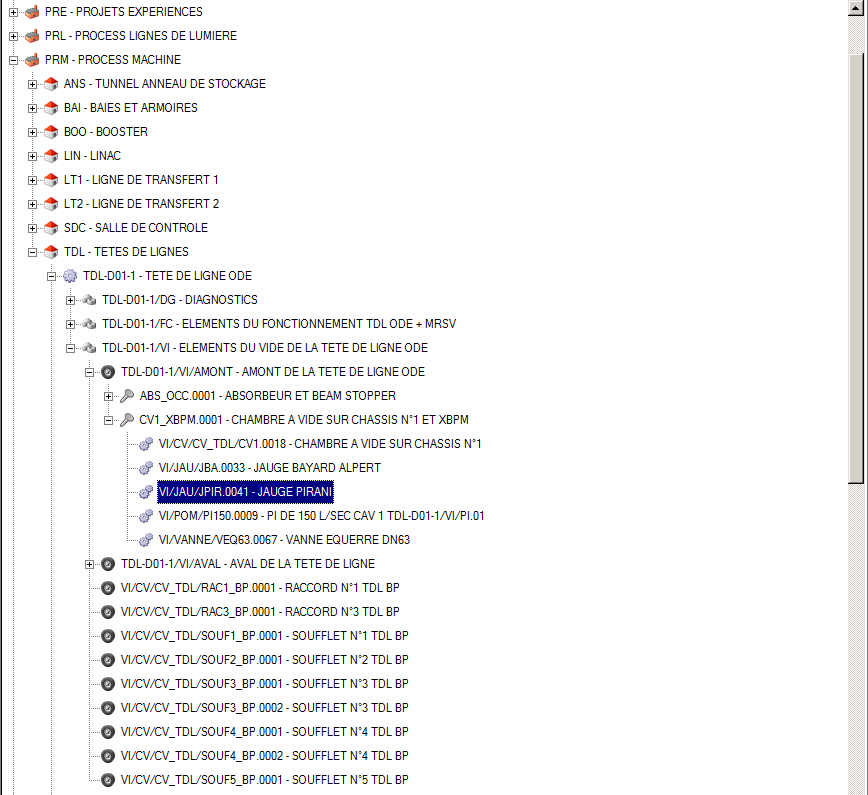 PRE - PROJETS EXPERIENCES
PRL - PROCESS LIGNES DE LUMIERE
PRM - PROCESS MACHINE
ANS - TUNNEL ANNEAU DE STOCKAGE
BAI - BAIES ET ARMOIRES
BOO - BOOSTER
LIN - LINAC
LT1 - LIGNE DE TRANSFERT 1
LT2 - LIGNE DE TRANSFERT 2
SDC - SALLE DE CONTROLE
TDL - TETES DE LIGNES
TDL-D01-1 - TETE DE LIGNE ODE
TDL-D01-1/DG - DIAGNOSTICS
TDL-D01-1/FC - ELEMENTS DU FONCTIONNEMENT TDL ODE + MRSV
TDL-D01-1/VI - ELEMENTS DU VIDE DE LA TETE DE LIGNE ODE
TDL-D01-1/VI/AMONT - AMONT DE LA TETE DE LIGNE ODE
ABS_OCC.0001 - ABSORBEUR ET BEAM STOPPER
CV1_XBPM.0001 - CHAMBRE A VIDE SUR CHASSIS N°1 ET XBPM
VI/CV/CV_TDL/CV1.0018 - CHAMBRE A VIDE SUR CHASSIS N°1
VI/JAU/JBA.0033 - JAUGE BAYARD ALPERT
VI/JAU/JPIR.0041 - JAUGE PIRANI
VI/POM/PI150.0009 - PI DE 150 L/SEC CAV 1 TDL-D01-1/VI/PI.01
VI/VANNE/VEQ63.0067 - VANNE EQUERRE DN63
TDL-D01-1/VI/AVAL - AVAL DE LA TETE DE LIGNE
VI/CV/CV_TDL/RAC1_BP.0001 - RACCORD N°1 TDL BP
VI/CV/CV_TDL/RAC3_BP.0001 - RACCORD N°3 TDL BP
VI/CV/CV_TDL/SOUF1_BP.0001 - SOUFFLET N°1 TDL BP
VI/CV/CV_TDL/SOUF2_BP.0001 - SOUFFLET N°2 TDL BP
VI/CV/CV_TDL/SOUF3_BP.0001 - SOUFFLET N°3 TDL BP
VI/CV/CV_TDL/SOUF3_BP.0002 - SOUFFLET N°3 TDL BP
VI/CV/CV_TDL/SOUF4_BP.0001 - SOUFFLET N°4 TDL BP
VI/CV/CV_TDL/SOUF4_BP.0002 - SOUFFLET N°4 TDL BP
VI/CV/CV_TDL/SOUF5_BP.0001 - SOUFFLET N°5 TDL BP